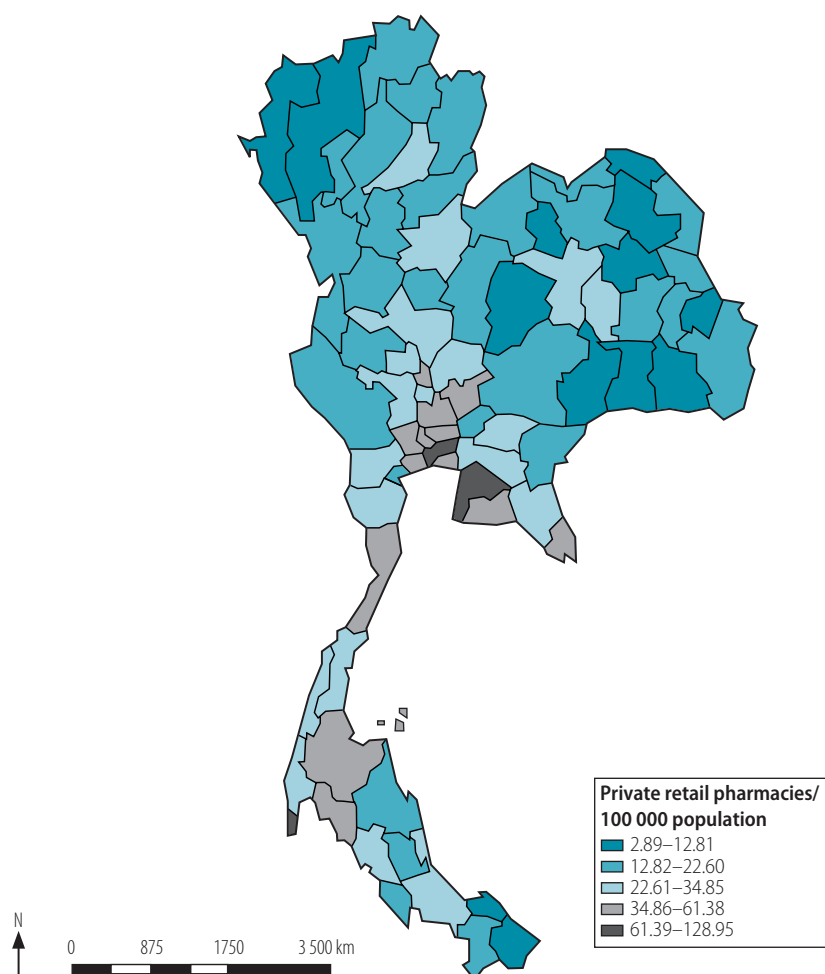 Private retail pharmacies/
100 000 population
2.89–12.81
12.82–22.60
22.61–34.85
34.86–61.38
61.39–128.95
N
0 875 1750 3 500 km